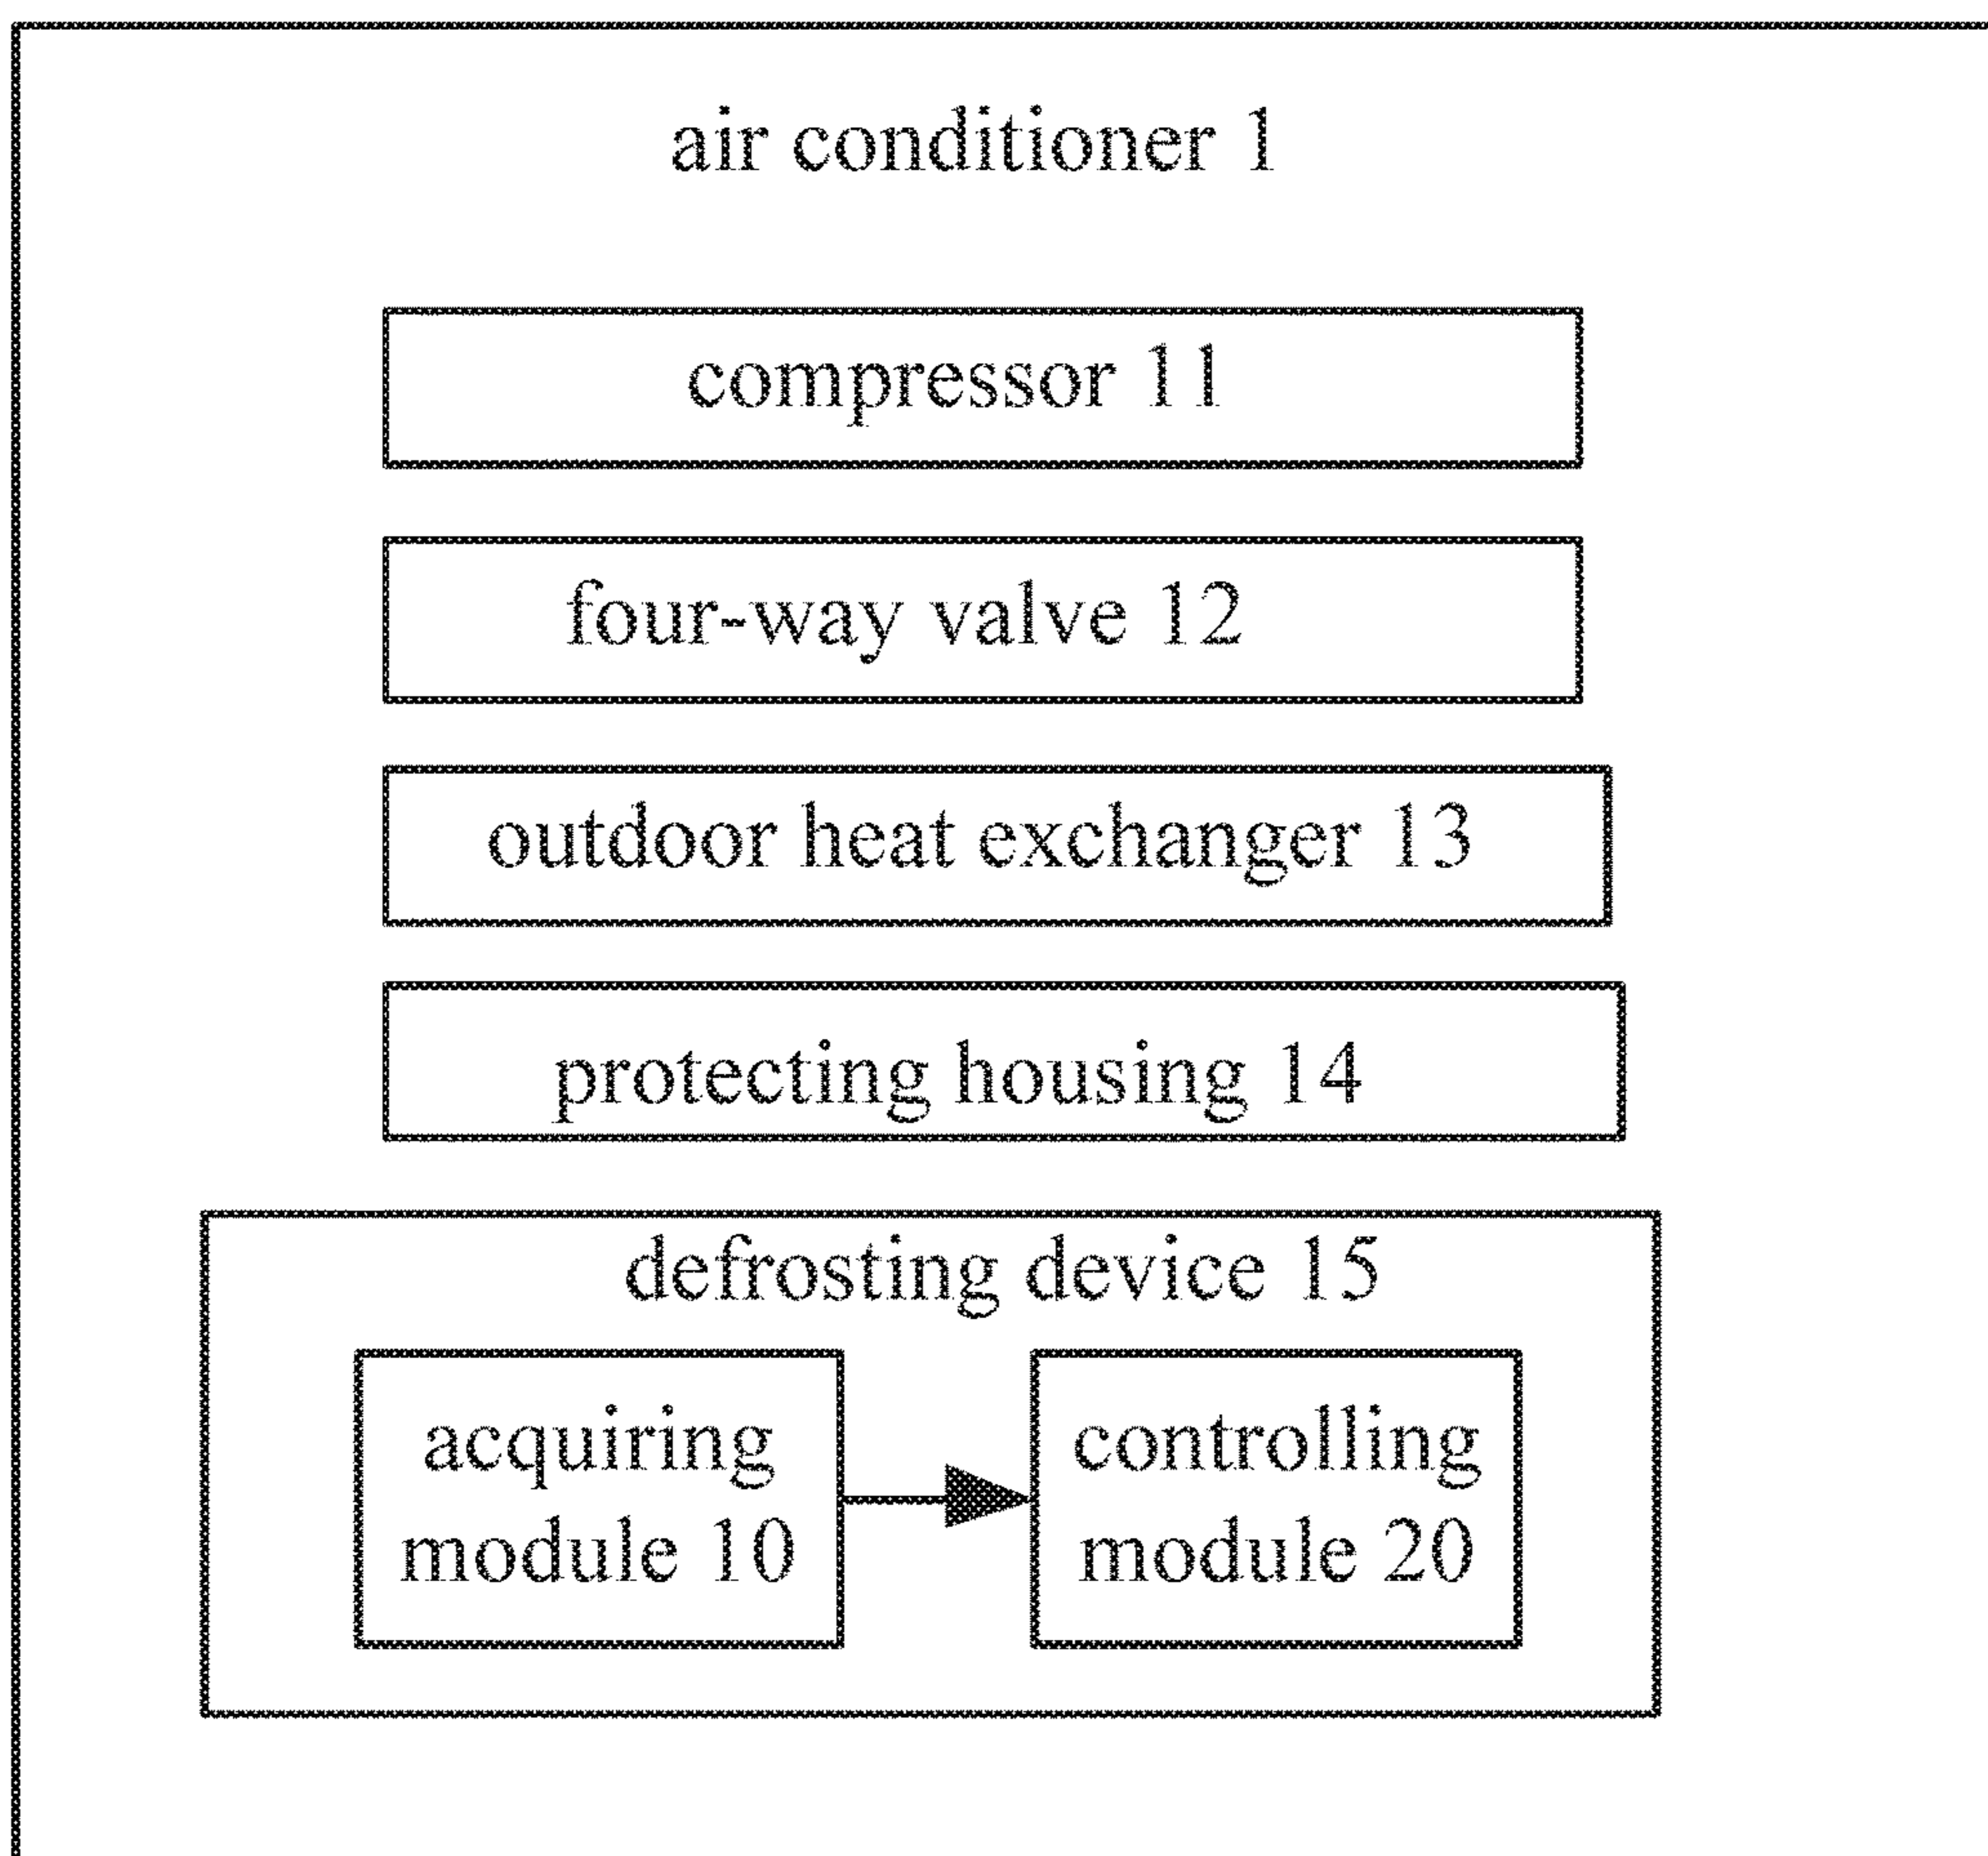 air conditioner 1
compressor 11
four-way valve 12
outdoor heat exchanger 13
protecting housing 14
defrosting device 15
acquiring
module 10
controlling
module 20